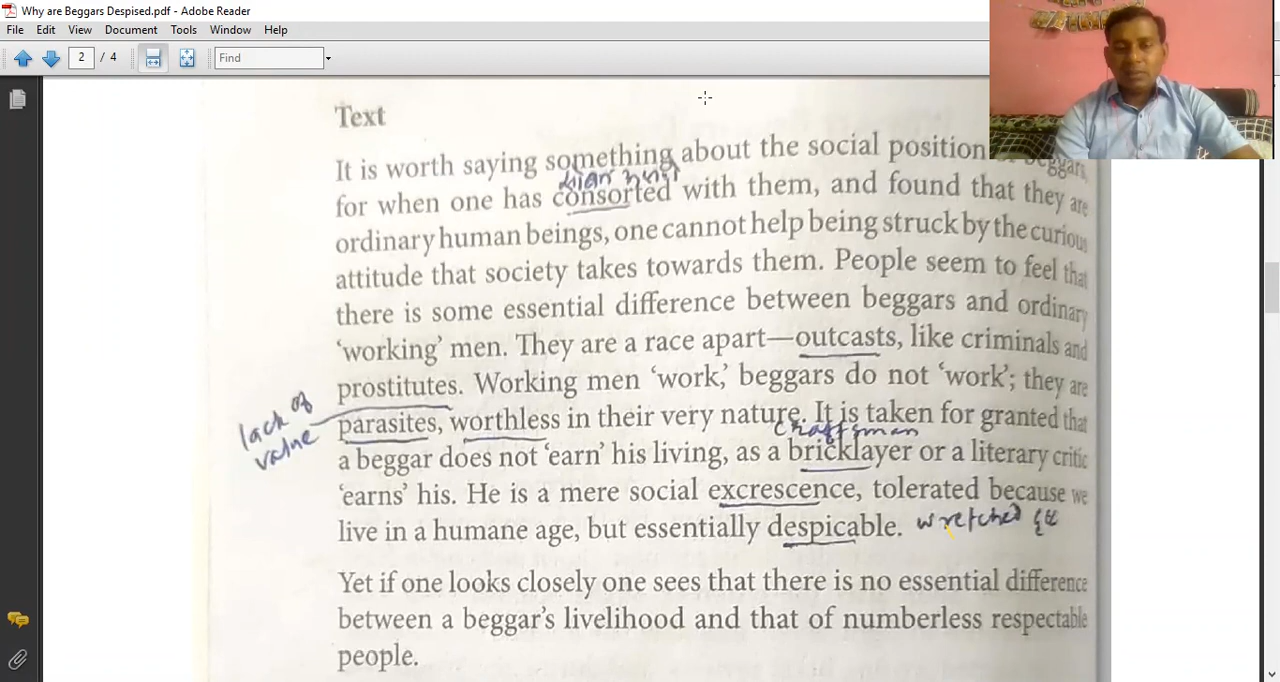 Why are Beggars Despised.pdf - Adobe Reader
File Edit View Document Tools Window Help
2 / 4 Find
Text
It is worth saying something about the social position beggars,
for when one has consorted with them, and found that they are
ordinary human beings, one cannot help being struck by the curious
attitude that society takes towards them. People seem to feel that
there is some essential difference between beggars and ordinary
‘working’ men. They are a race apart—outcasts, like criminals and
prostitutes. Working men ‘work,’ beggars do not ‘work’; they are
lack of
value
parasites, worthless in their very nature. It is taken for granted that
craftsman
a beggar does not ‘earn’ his living, as a bricklayer or a literary critic
‘earns’ his. He is a mere social excrescence, tolerated because we
live in a humane age, but essentially despicable. wretched
Yet if one looks closely one sees that there is no essential difference
between a beggar’s livelihood and that of numberless respectable
people.